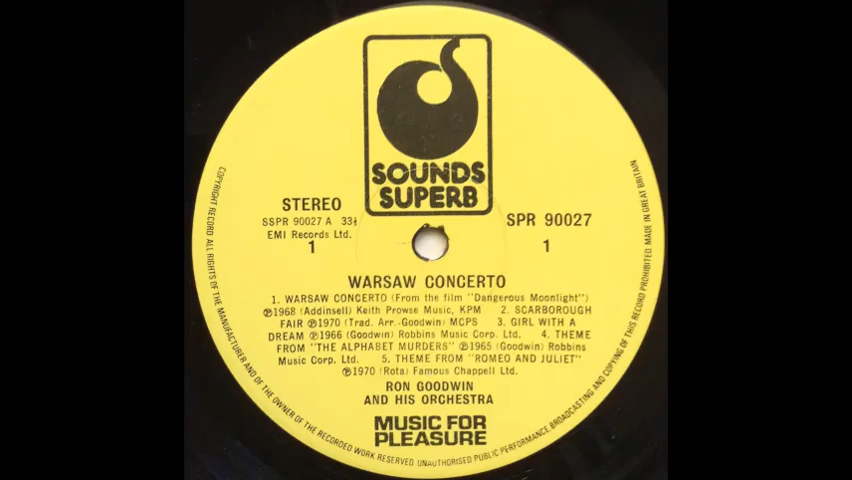 SOUNDS
SUPERB
STEREO
SSPR 90027 A 33⅓
EMI Records Ltd.
1
SPR 90027
1
WARSAW CONCERTO
1. WARSAW CONCERTO (From the film "Dangerous Moonlight")
℗1968 (Addinsell) Keith Prowse Music, KPM 2. SCARBOROUGH
FAIR ℗1970 (Trad. Arr.-Goodwin) MCPS 3. GIRL WITH A
DREAM ℗1966 (Goodwin) Robbins Music Corp. Ltd. 4. THEME
FROM "THE ALPHABET MURDERS" ℗1965 (Goodwin) Robbins
Music Corp. Ltd. 5. THEME FROM "ROMEO AND JULIET"
℗1970 (Rota) Famous Chappell Ltd.
RON GOODWIN
AND HIS ORCHESTRA
MUSIC FOR
PLEASURE
COPYRIGHT RECORD ALL RIGHTS OF THE MANUFACTURER AND OF THE OWNER OF THE RECORDED WORK RESERVED UNAUTHORISED PUBLIC PERFORMANCE BROADCASTING AND COPYING OF THIS RECORD PROHIBITED MADE IN GREAT BRITAIN